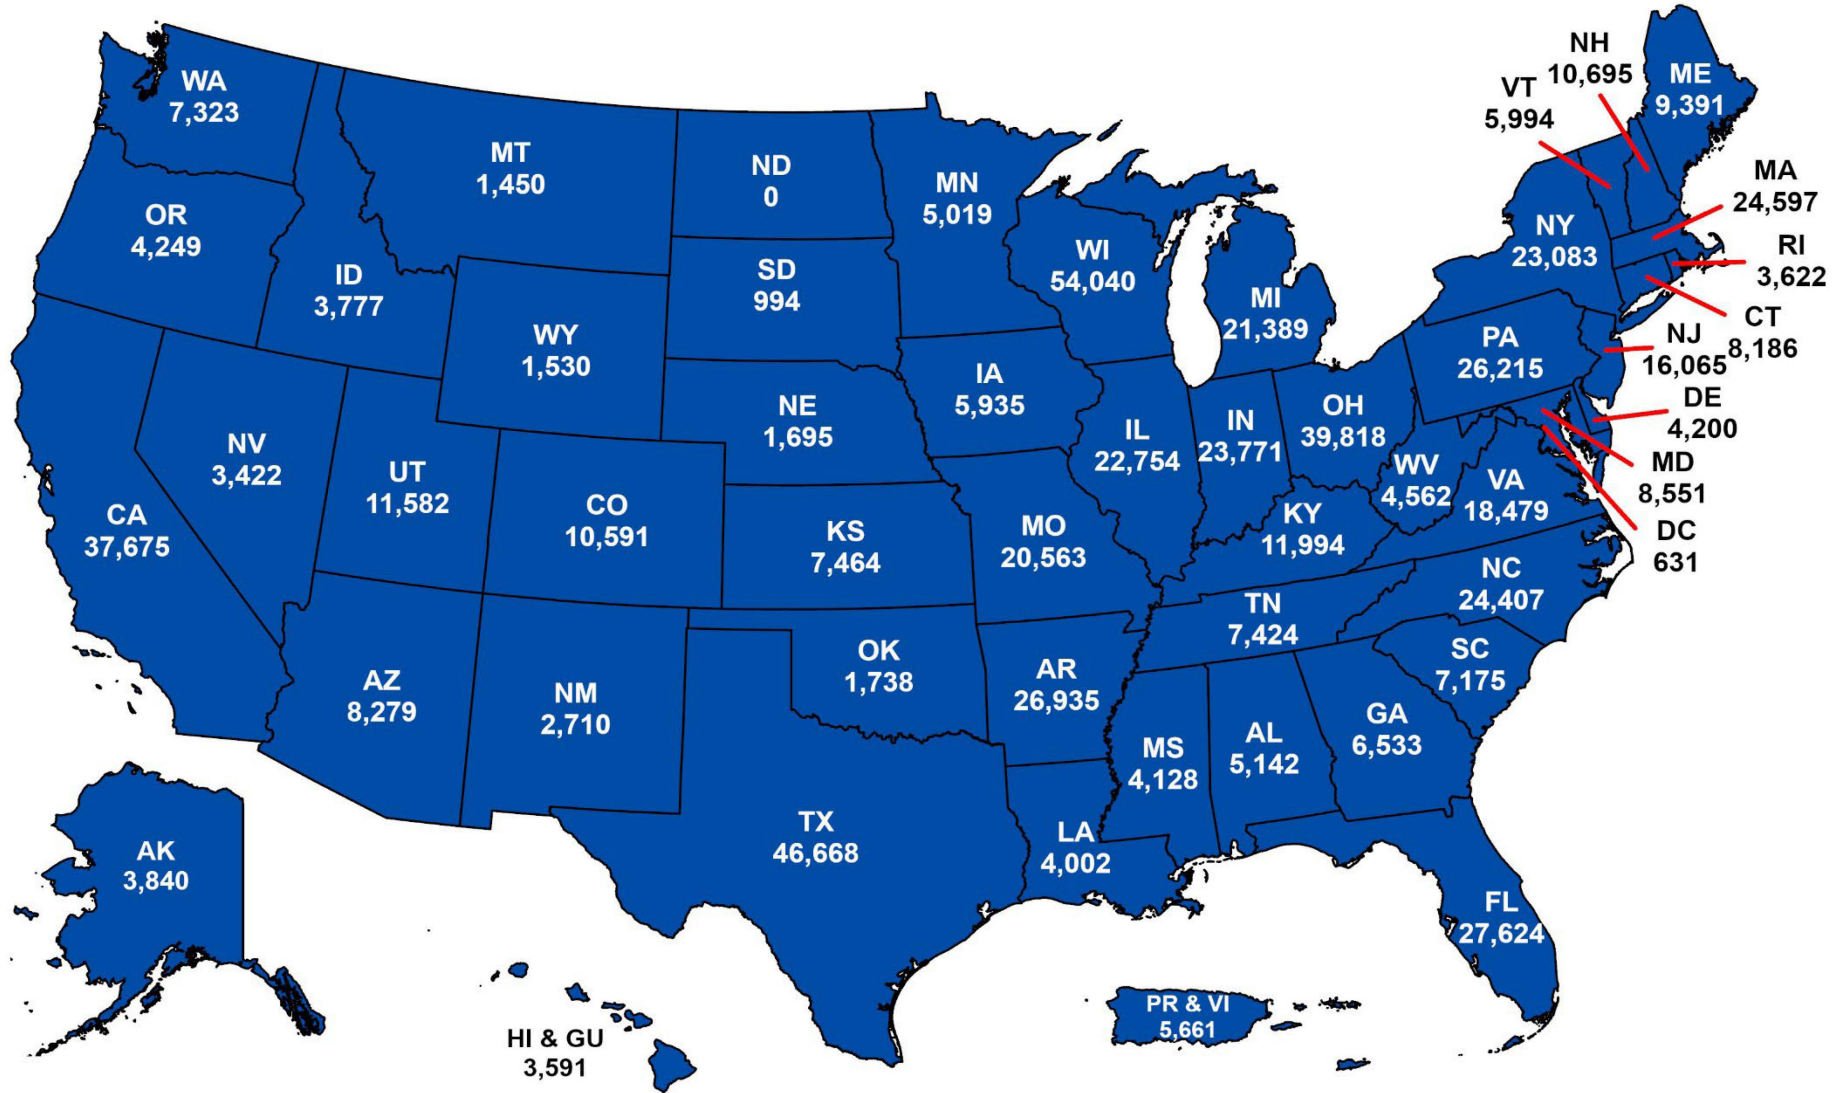 NH
10,695
ME
9,391
VT
5,994
WA
7,323
MT
1,450
ND
0
MN
5,019
MA
24,597
OR
4,249
NY
23,083
WI
54,040
RI
3,622
ID
3,777
SD
994
MI
21,389
CT
8,186
NJ
16,065
PA
26,215
WY
1,530
IA
5,935
DE
4,200
NE
1,695
OH
39,818
IN
23,771
IL
22,754
NV
3,422
UT
11,582
WV
4,562
MD
8,551
VA
18,479
CO
10,591
CA
37,675
KS
7,464
MO
20,563
KY
11,994
DC
631
NC
24,407
TN
7,424
OK
1,738
SC
7,175
AR
26,935
AZ
8,279
NM
2,710
GA
6,533
AL
5,142
MS
4,128
TX
46,668
LA
4,002
AK
3,840
FL
27,624
PR & VI
5,661
HI & GU
3,591